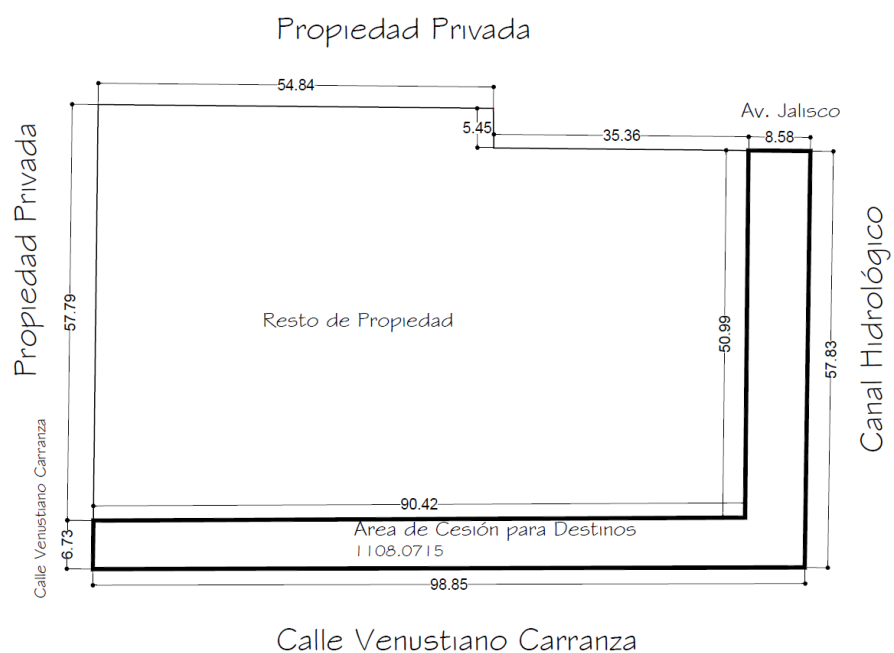 Propiedad Privada
54.84
Av. Jalisco
5.45
35.36
8.58
Propiedad Privada
57.79
Resto de Propiedad
50.99
57.83
Canal Hidrológico
Calle Venustiano Carranza
90.42
6.73
Área de Cesión para Destinos
1108.0715
98.85
Calle Venustiano Carranza